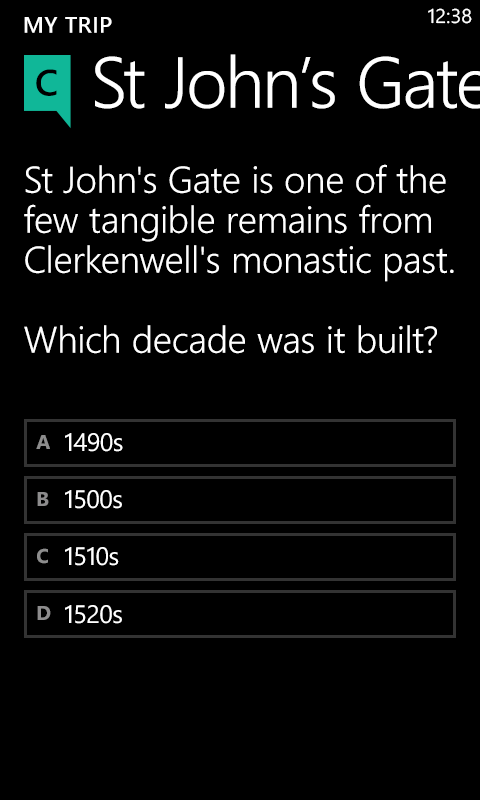 MY TRIP
12:38
C
St John’s Gate
St John's Gate is one of the
few tangible remains from
Clerkenwell's monastic past.
Which decade was it built?
A 1490s
B 1500s
C 1510s
D 1520s